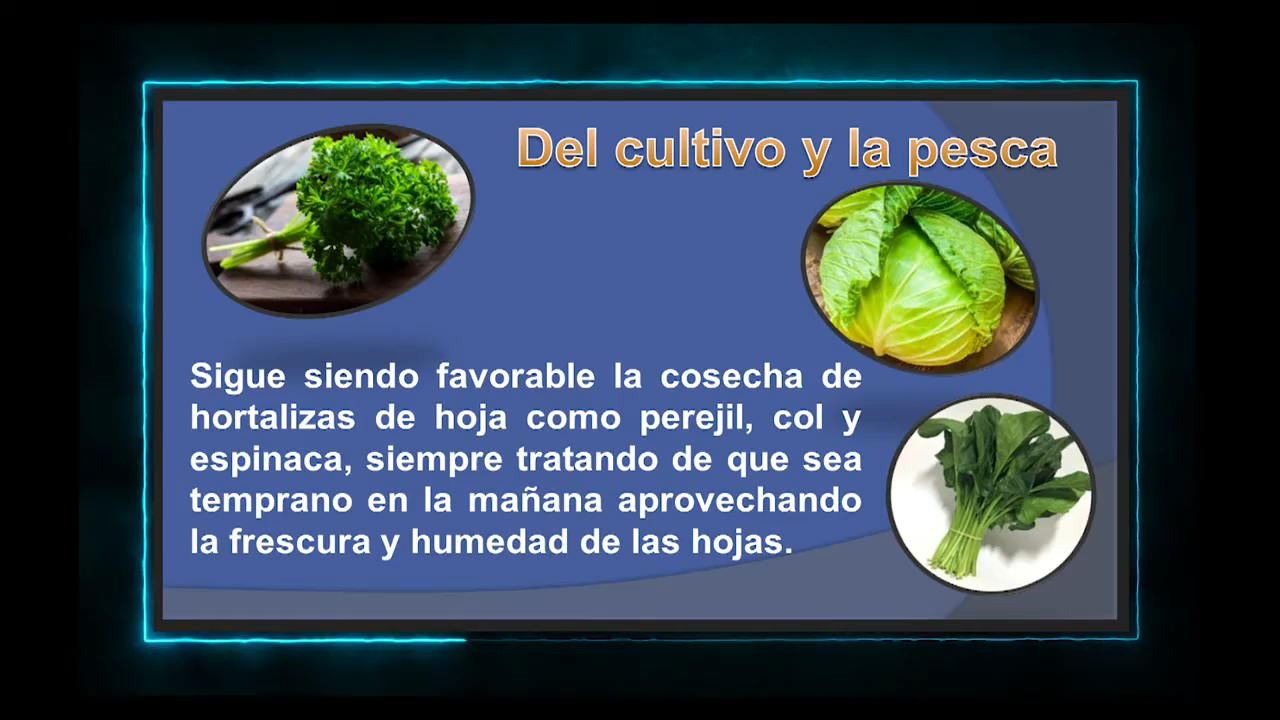 Del cultivo y la pesca
Sigue siendo favorable la cosecha de
hortalizas de hoja como perejil, col y
espinaca, siempre tratando de que sea
temprano en la mañana aprovechando
la frescura y humedad de las hojas.